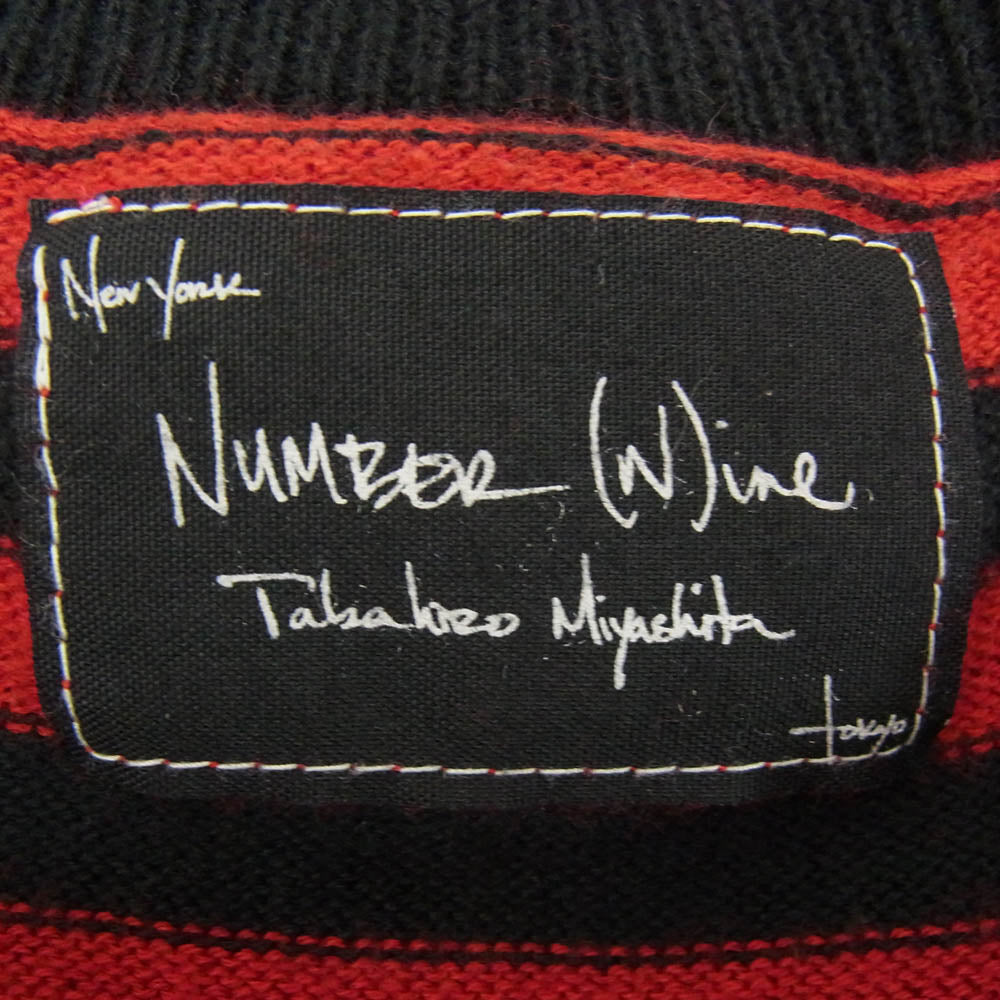 New York
NUMBER (N)ine
Takahiro Miyashita
tokyo